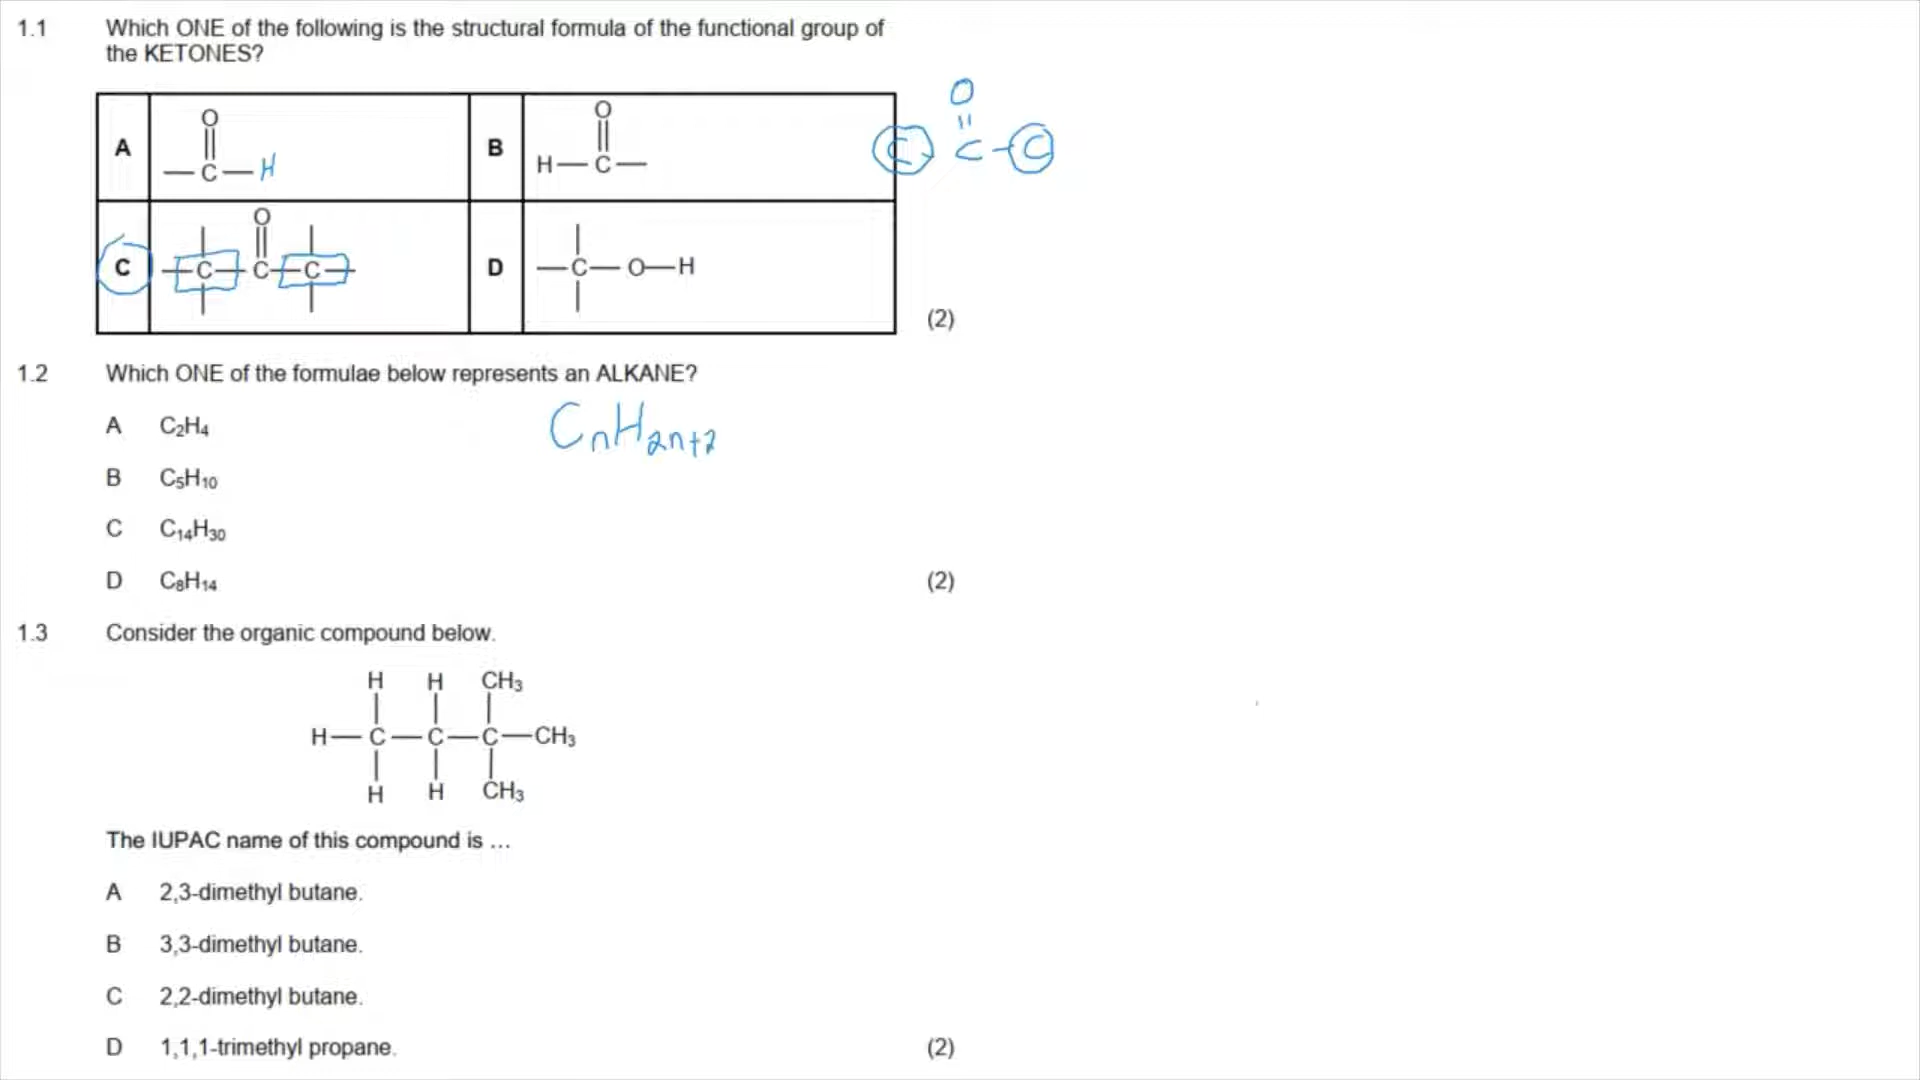 1.1 Which ONE of the following is the structural formula of the functional group of
the KETONES?
O
A —C—H
O
B H—C—
O
C —C—C—C—
D —C—O—H
O
C C-C
(2)
1.2 Which ONE of the formulae below represents an ALKANE?
A C₂H₄
CₙH₂ₙ₊₂
B C₅H₁₀
C C₁₄H₃₀
D C₈H₁₄ (2)
1.3 Consider the organic compound below.
H H CH₃
H—C—C—C—CH₃
H H CH₃
The IUPAC name of this compound is ...
A 2,3-dimethyl butane.
B 3,3-dimethyl butane.
C 2,2-dimethyl butane.
D 1,1,1-trimethyl propane. (2)